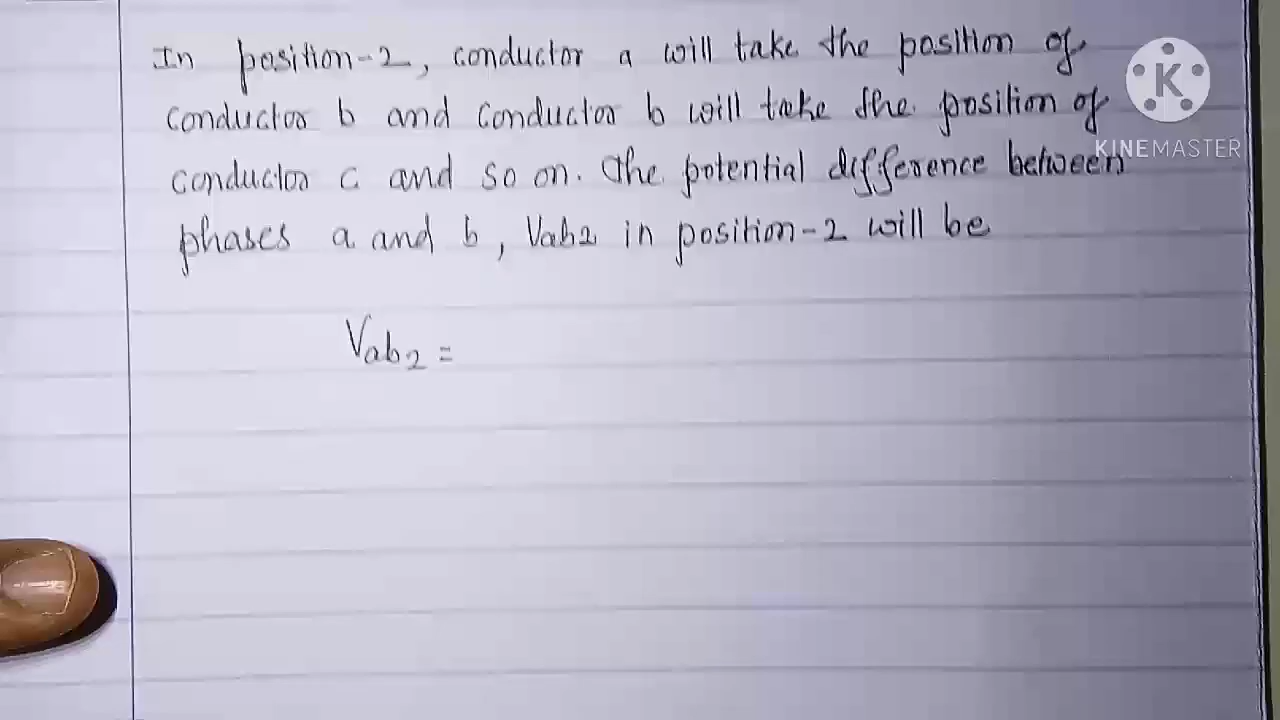 In position-2, conductor a will take the position of
conductor b and conductor b will take the position of
conductor c and so on. The potential difference between
phases a and b, Vab2 in position-2 will be
Vab2 =
K
KINEMASTER